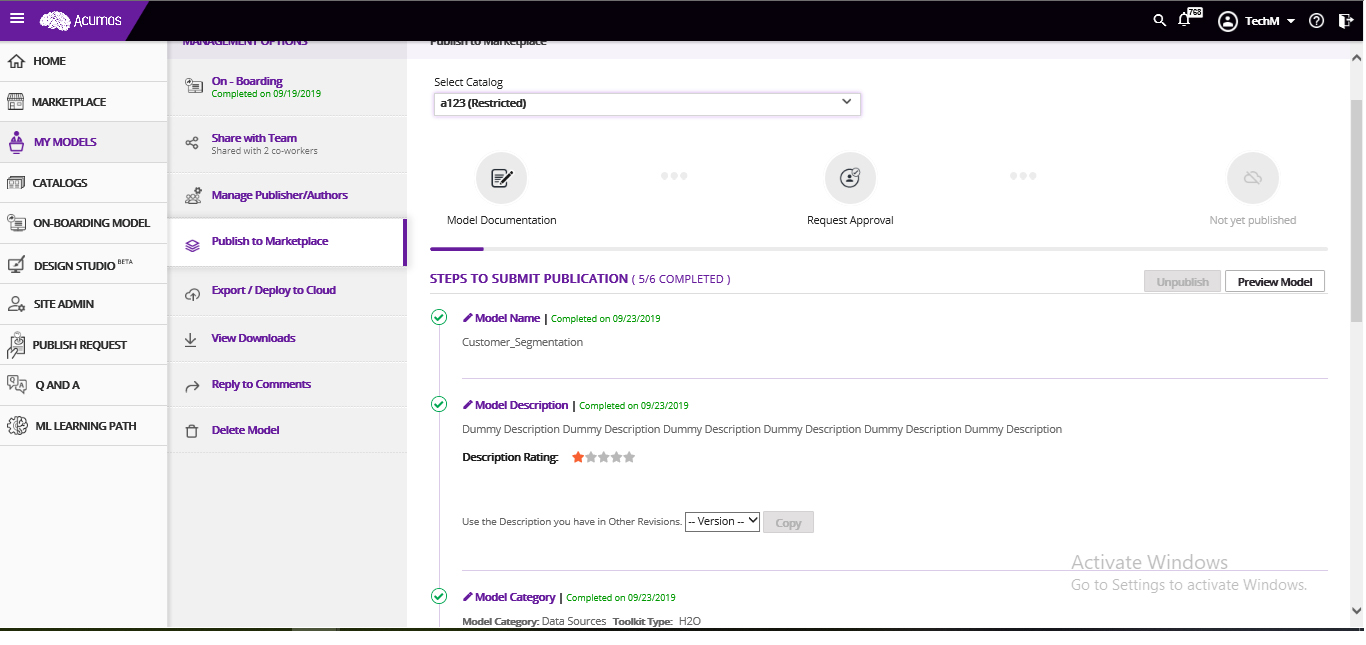 Acumos
768
TechM
HOME
MARKETPLACE
MY MODELS
CATALOGS
ON-BOARDING MODEL
DESIGN STUDIO BETA
SITE ADMIN
PUBLISH REQUEST
Q AND A
ML LEARNING PATH
MANAGEMENT OPTIONS
On - Boarding
Completed on 09/19/2019
Share with Team
Shared with 2 co-workers
Manage Publisher/Authors
Publish to Marketplace
Export / Deploy to Cloud
View Downloads
Reply to Comments
Delete Model
Publish to Marketplace
Select Catalog
a123 (Restricted)
Model Documentation
Request Approval
Not yet published
STEPS TO SUBMIT PUBLICATION ( 5/6 COMPLETED )
Unpublish
Preview Model
Model Name | Completed on 09/23/2019
Customer_Segmentation
Model Description | Completed on 09/23/2019
Dummy Description Dummy Description Dummy Description Dummy Description Dummy Description Dummy Description
Description Rating:
Use the Description you have in Other Revisions. -- Version -- Copy
Model Category | Completed on 09/23/2019
Model Category: Data Sources Toolkit Type: H2O
Activate Windows
Go to Settings to activate Windows.